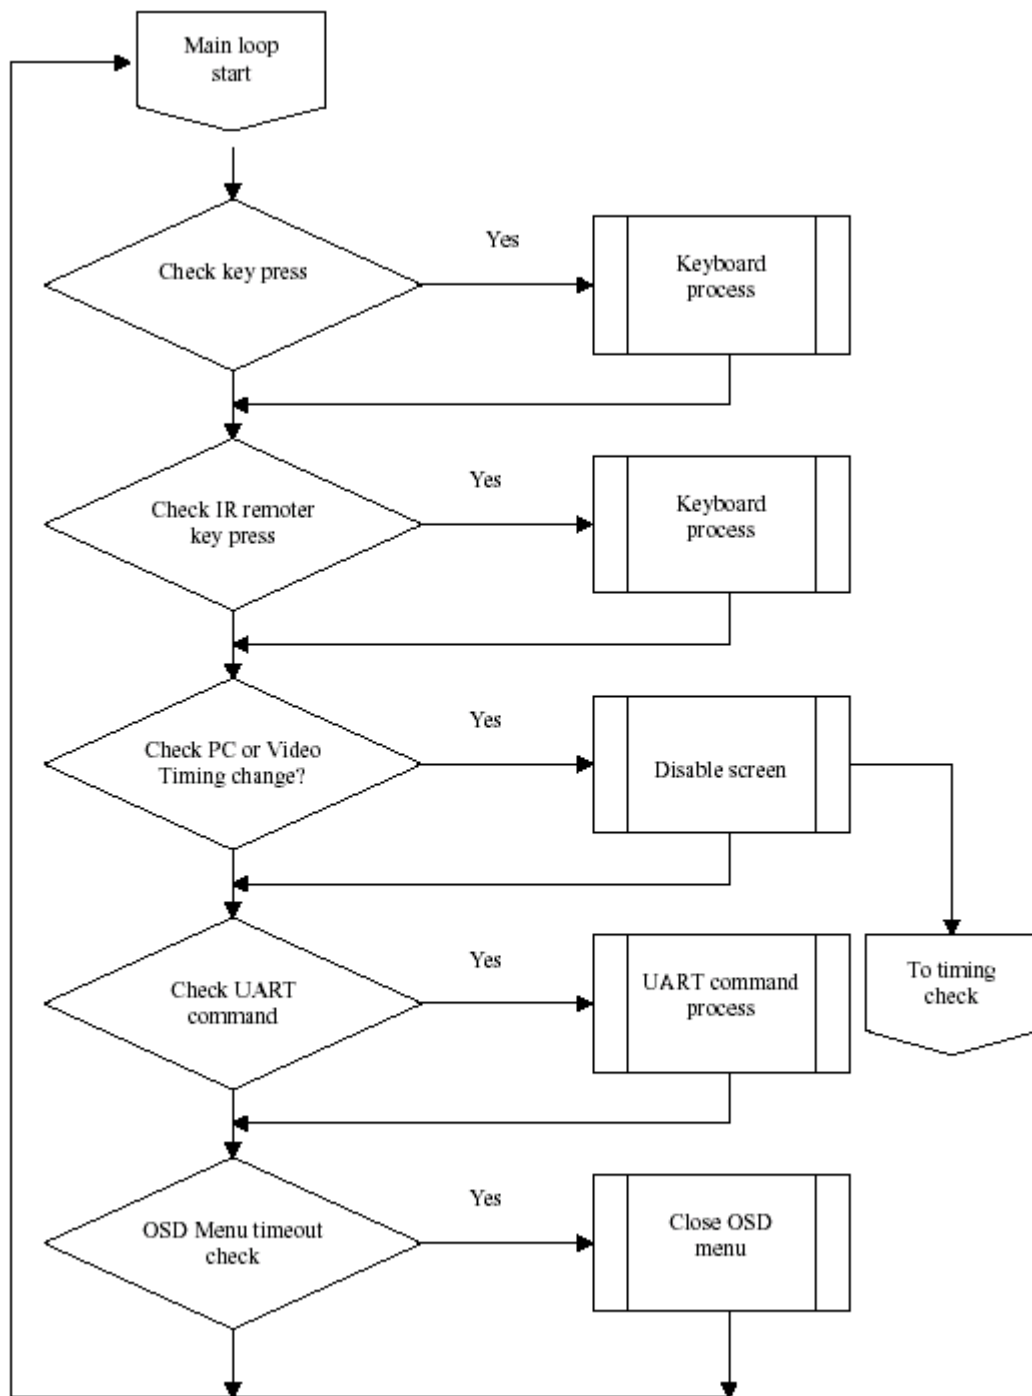 Main loop
start
Yes
Check key press
Keyboard
process
Yes
Check IR remoter
key press
Keyboard
process
Yes
Check PC or Video
Timing change?
Disable screen
Yes
Check UART
command
UART command
process
To timing
check
Yes
OSD Menu timeout
check
Close OSD
menu